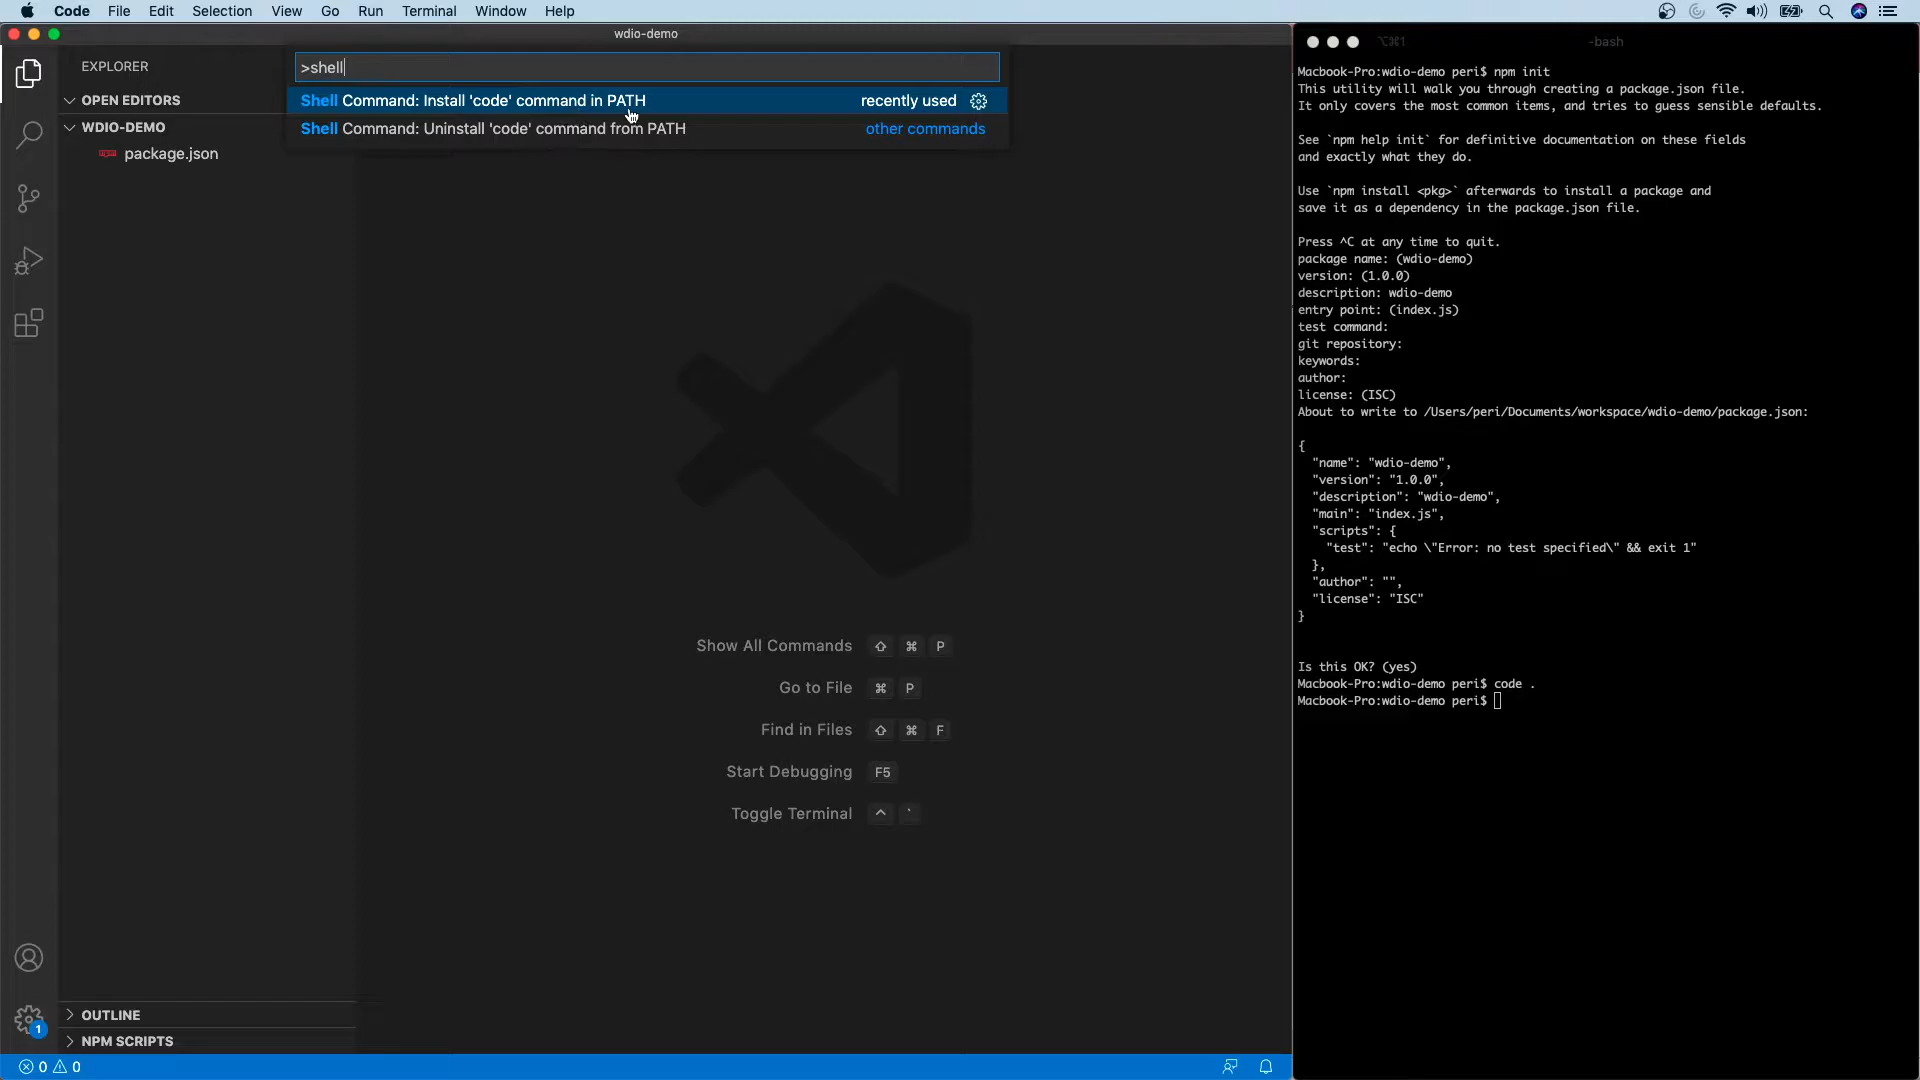 Code File Edit Selection View Go Run Terminal Window Help
wdio-demo
EXPLORER
OPEN EDITORS
WDIO-DEMO
package.json
>shell
Shell Command: Install 'code' command in PATH recently used
Shell Command: Uninstall 'code' command from PATH other commands
Show All Commands ⇧ ⌘ P
Go to File ⌘ P
Find in Files ⇧ ⌘ F
Start Debugging F5
Toggle Terminal ^ `
1
OUTLINE
NPM SCRIPTS
0 0
⌥⌘1 -bash
Macbook-Pro:wdio-demo peri$ npm init
This utility will walk you through creating a package.json file.
It only covers the most common items, and tries to guess sensible defaults.
See `npm help init` for definitive documentation on these fields
and exactly what they do.
Use `npm install <pkg>` afterwards to install a package and
save it as a dependency in the package.json file.
Press ^C at any time to quit.
package name: (wdio-demo)
version: (1.0.0)
description: wdio-demo
entry point: (index.js)
test command:
git repository:
keywords:
author:
license: (ISC)
About to write to /Users/peri/Documents/workspace/wdio-demo/package.json:
{
"name": "wdio-demo",
"version": "1.0.0",
"description": "wdio-demo",
"main": "index.js",
"scripts": {
"test": "echo \"Error: no test specified\" && exit 1"
},
"author": "",
"license": "ISC"
}
Is this OK? (yes)
Macbook-Pro:wdio-demo peri$ code .
Macbook-Pro:wdio-demo peri$